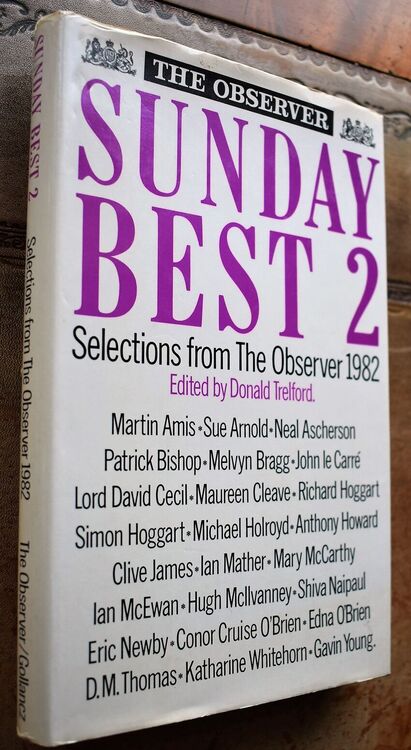 THE OBSERVER
SUNDAY
BEST 2
Selections from The Observer 1982
Edited by Donald Trelford.
Martin Amis•Sue Arnold•Neal Ascherson
Patrick Bishop•Melvyn Bragg•John le Carré
Lord David Cecil•Maureen Cleave•Richard Hoggart
Simon Hoggart•Michael Holroyd•Anthony Howard
Clive James•Ian Mather•Mary McCarthy
Ian McEwan•Hugh McIlvanney•Shiva Naipaul
Eric Newby•Conor Cruise O'Brien•Edna O'Brien
D.M. Thomas•Katharine Whitehorn•Gavin Young.
SUNDAY BEST 2 Selections from The Observer 1982 The Observer/Gollancz